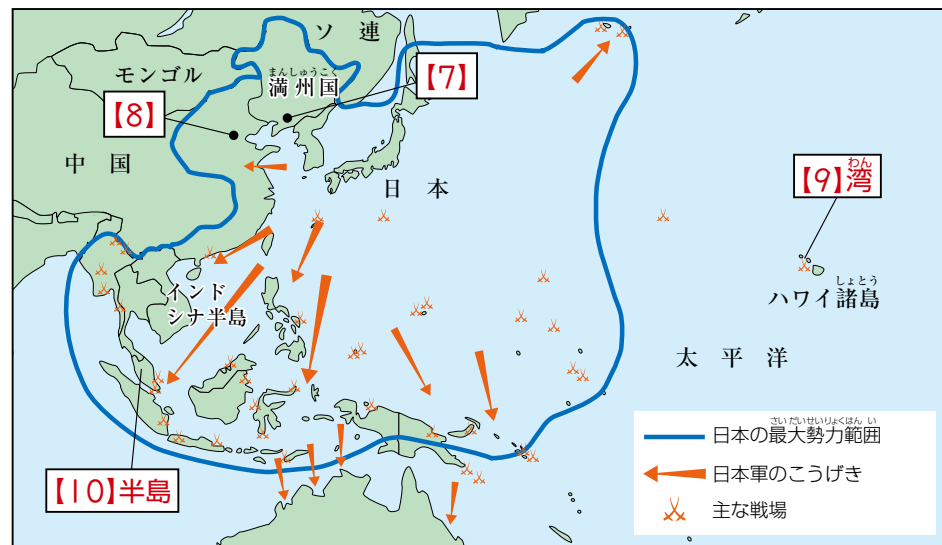 ソ連
モンゴル
まんしゅうこく
満州国
【7】
【8】
中国
日本
わん
【9】湾
しょとう
ハワイ諸島
インド
シナ半島
太平洋
【10】半島
さいだいせいりょくはんい
日本の最大勢力範囲
日本軍のこうげき
主な戦場